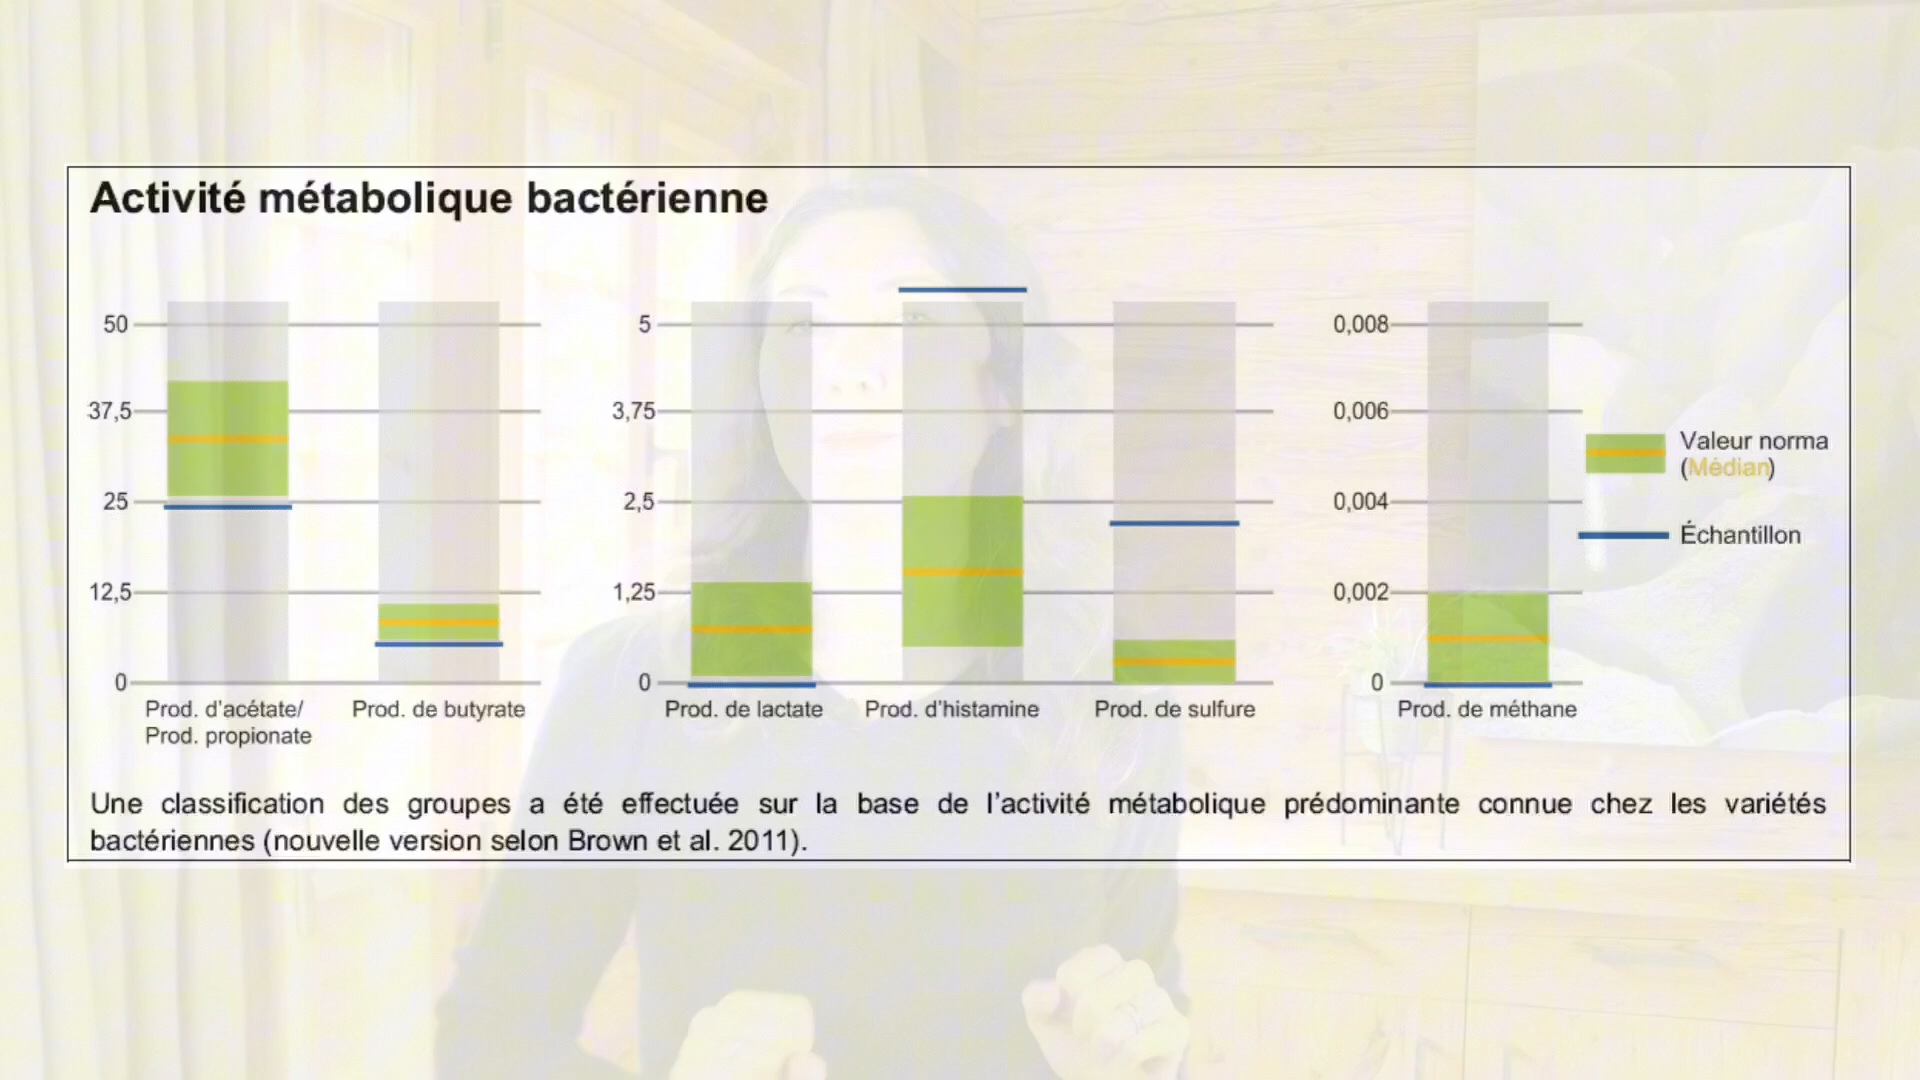 Activité métabolique bactérienne
50
37,5
25
12,5
0
Prod. d'acétate/
Prod. propionate
Prod. de butyrate
5
3,75
2,5
1,25
0
Prod. de lactate
Prod. d'histamine
Prod. de sulfure
0,008
0,006
0,004
0,002
0
Prod. de méthane
Valeur norma
(Médian)
Échantillon
Une classification des groupes a été effectuée sur la base de l'activité métabolique prédominante connue chez les variétés
bactériennes (nouvelle version selon Brown et al. 2011).